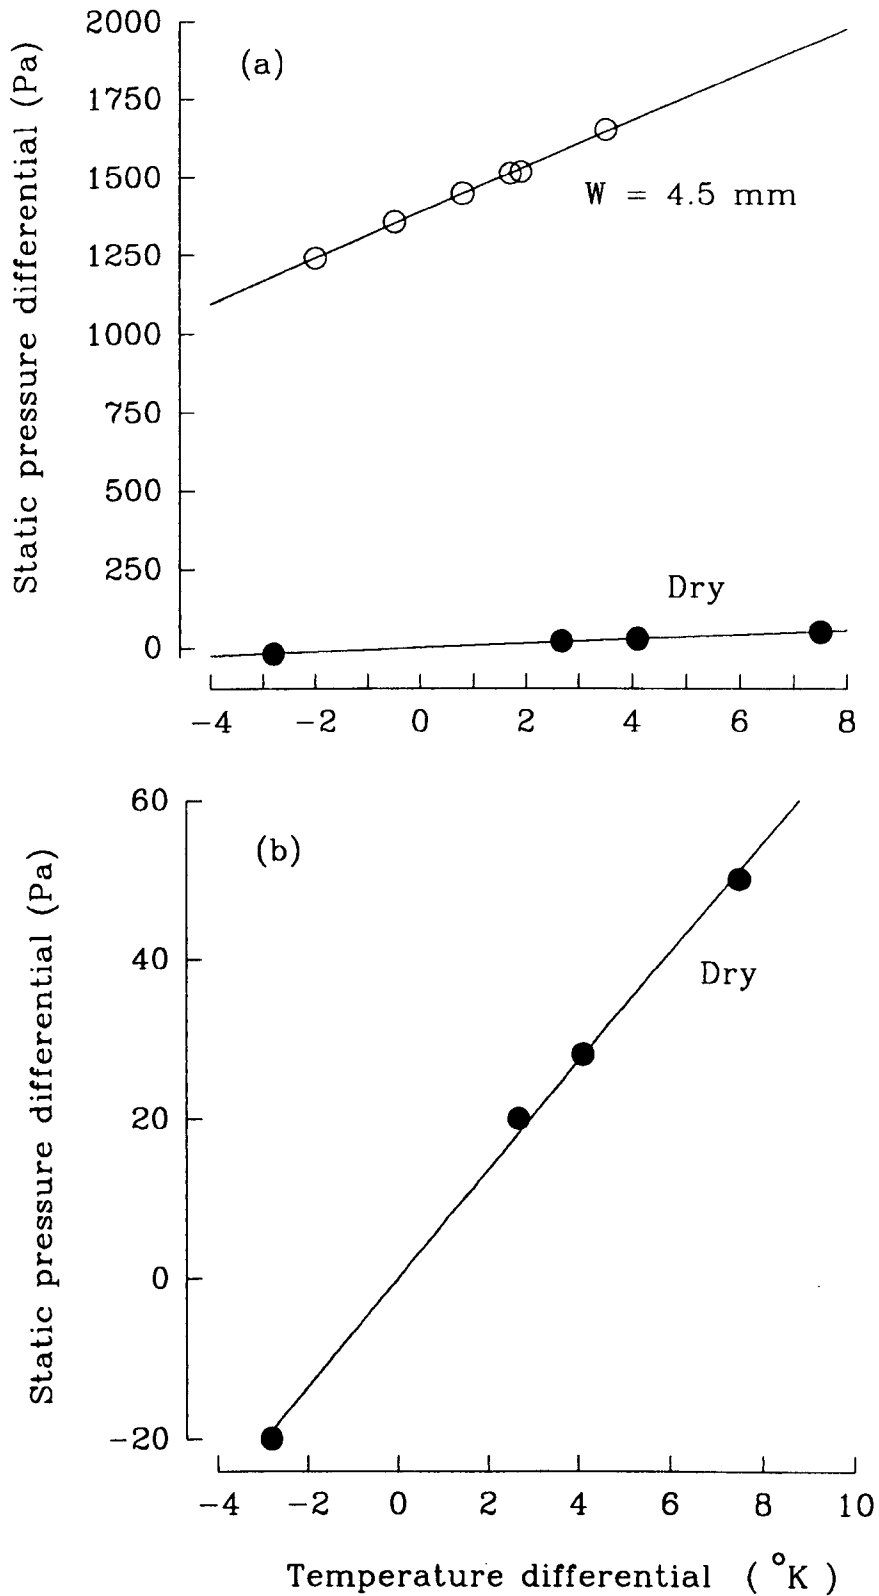 2000
(a)
1750
1500
W = 4.5 mm
1250
1000
750
500
250
Dry
0
Static pressure differential (Pa)
-4 -2 0 2 4 6 8
60
(b)
40
Dry
20
0
-20
Static pressure differential (Pa)
-4 -2 0 2 4 6 8 10
Temperature differential (°K)